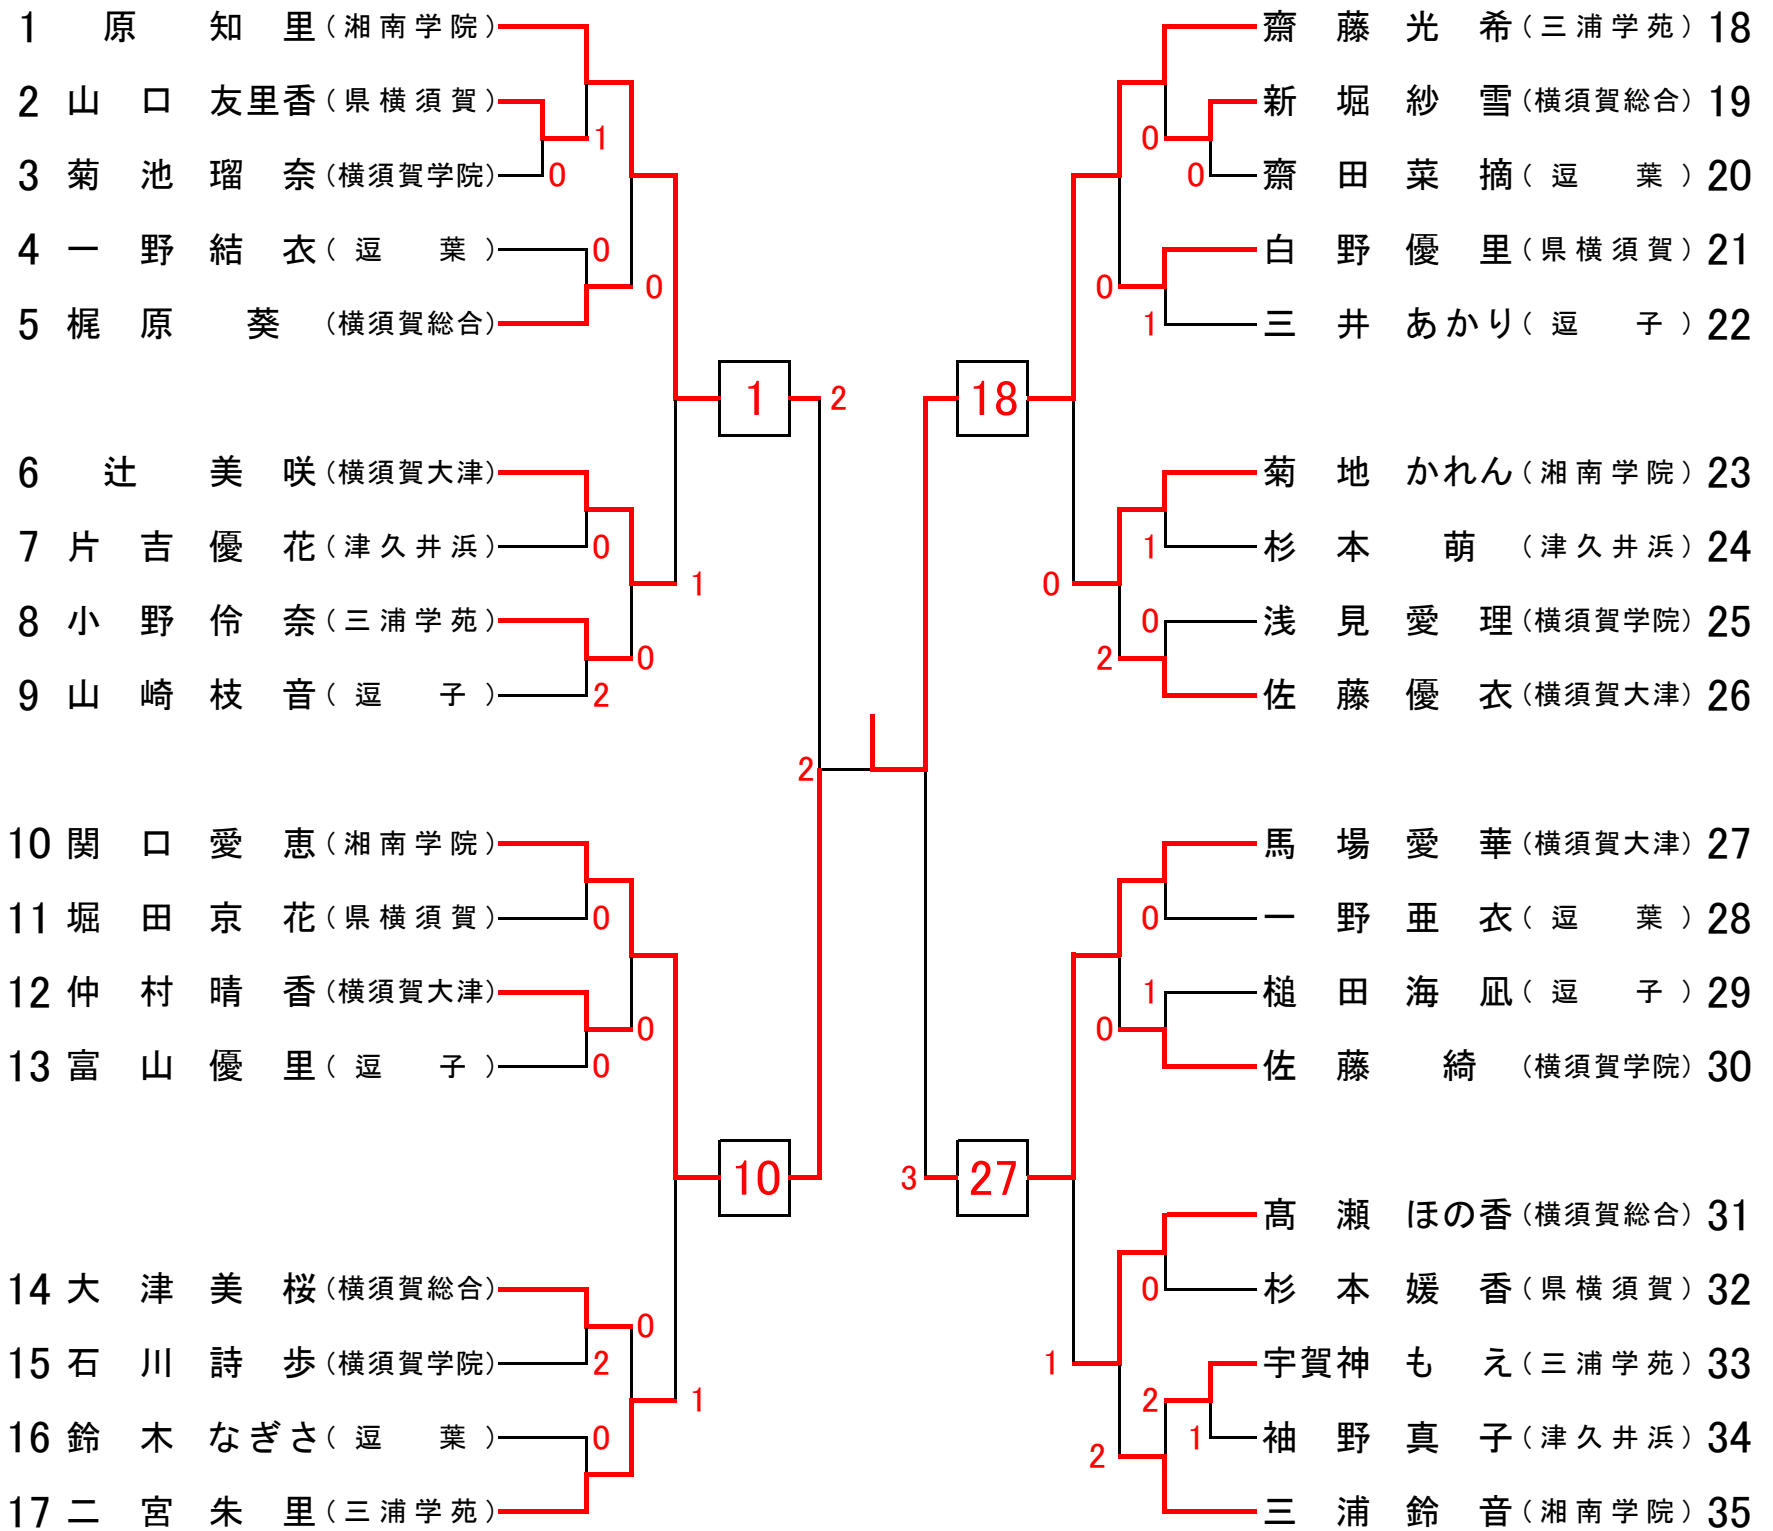 1 原 知 里 (湘南学院)
2 山 口 友里香 (県横須賀)
1
3 菊 池 瑠 奈 (横須賀学院)
0
4 一 野 結 衣 (逗 葉)
0
0
5 梶 原 葵 (横須賀総合)
1
2
6 辻 美 咲 (横須賀大津)
7 片 吉 優 花 (津久井浜)
0
1
8 小 野 伶 奈 (三浦学苑)
0
9 山 崎 枝 音 (逗 子)
2
2
10 関 口 愛 恵 (湘南学院)
11 堀 田 京 花 (県横須賀)
0
12 仲 村 晴 香 (横須賀大津)
0
13 富 山 優 里 (逗 子)
0
10
14 大 津 美 桜 (横須賀総合)
0
15 石 川 詩 歩 (横須賀学院)
2
1
16 鈴 木 なぎさ (逗 葉)
0
17 二 宮 朱 里 (三浦学苑)
齋 藤 光 希 (三浦学苑) 18
新 堀 紗 雪 (横須賀総合) 19
0
0
齋 田 菜 摘 (逗 葉) 20
白 野 優 里 (県横須賀) 21
0
1
三 井 あかり (逗 子) 22
18
菊 地 かれん (湘南学院) 23
1
杉 本 萌 (津久井浜) 24
0
0
浅 見 愛 理 (横須賀学院) 25
2
佐 藤 優 衣 (横須賀大津) 26
馬 場 愛 華 (横須賀大津) 27
0
一 野 亜 衣 (逗 葉) 28
1
槌 田 海 凪 (逗 子) 29
0
佐 藤 綺 (横須賀学院) 30
3
27
髙 瀬 ほの香 (横須賀総合) 31
0
杉 本 媛 香 (県横須賀) 32
1
宇賀神 も え (三浦学苑) 33
2
1
袖 野 真 子 (津久井浜) 34
2
三 浦 鈴 音 (湘南学院) 35